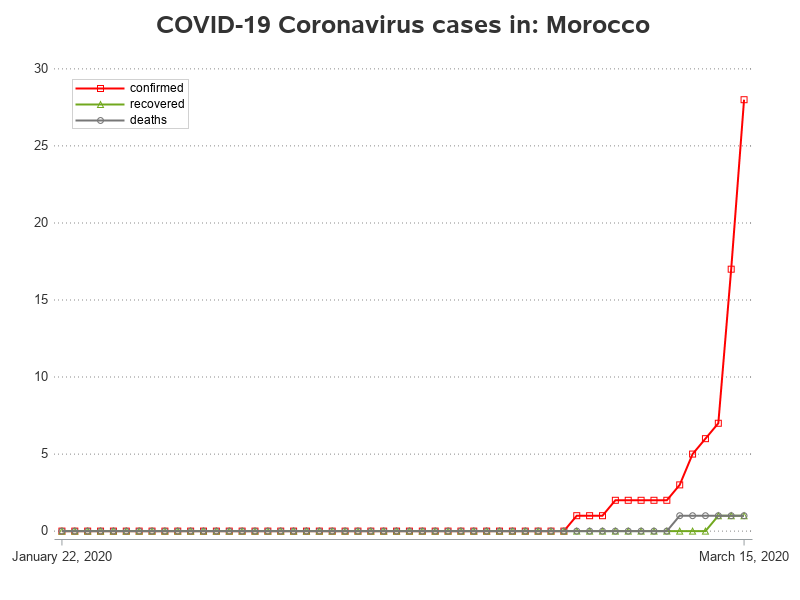 COVID-19 Coronavirus cases in: Morocco
30
confirmed
recovered
deaths
25
20
15
10
5
0
January 22, 2020
March 15, 2020